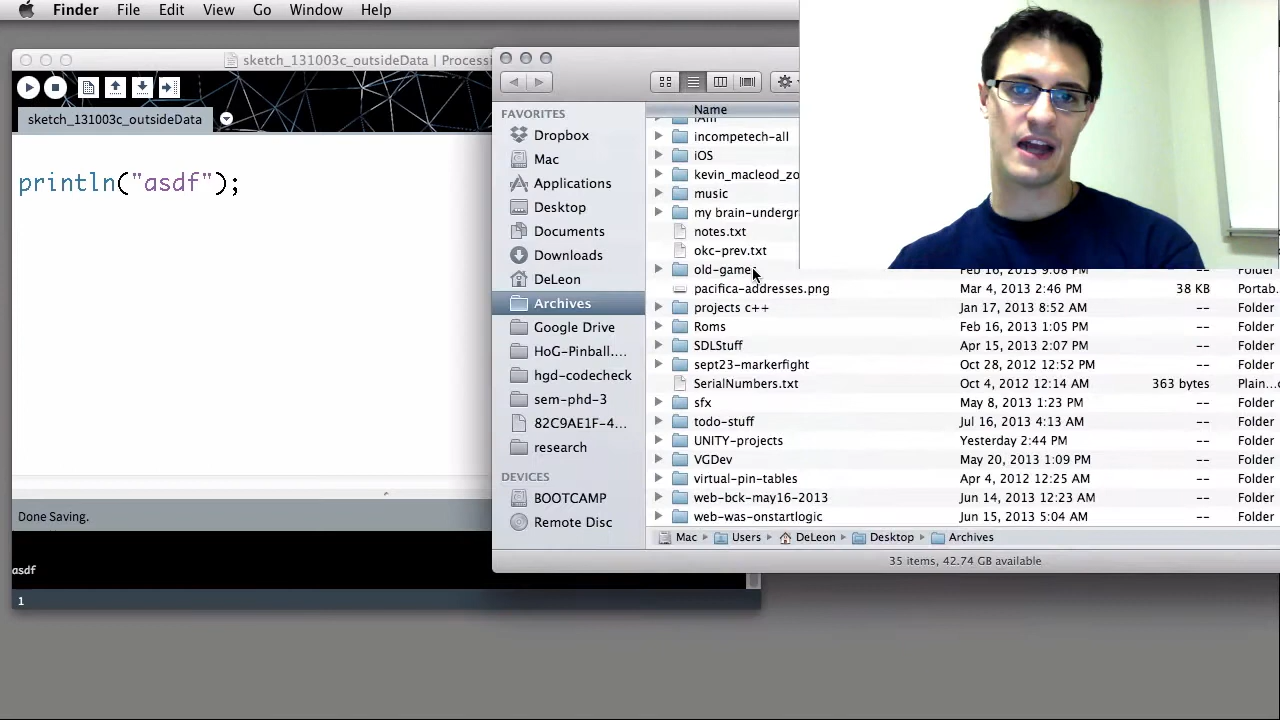 Finder File Edit View Go Window Help
sketch_131003c_outsideData | Process
sketch_131003c_outsideData
println("asdf");
Done Saving.
asdf
1
FAVORITES
Dropbox
Mac
Applications
Desktop
Documents
Downloads
DeLeon
Archives
Google Drive
HoG-Pinball....
hgd-codecheck
sem-phd-3
82C9AE1F-4...
research
DEVICES
BOOTCAMP
Remote Disc
Name
incompetech-all
iOS
kevin_macleod_zo
music
my brain-undergr
notes.txt
okc-prev.txt
old-games Feb 16, 2013 9:08 PM -- Folder
pacifica-addresses.png Mar 4, 2013 2:46 PM 38 KB Portab.
projects c++ Jan 17, 2013 8:52 AM -- Folder
Roms Feb 16, 2013 1:05 PM -- Folder
SDLStuff Apr 15, 2013 2:07 PM -- Folder
sept23-markerfight Oct 28, 2012 12:52 PM -- Folder
SerialNumbers.txt Oct 4, 2012 12:14 AM 363 bytes Plain...
sfx May 8, 2013 1:23 PM -- Folder
todo-stuff Jul 16, 2013 4:13 AM -- Folder
UNITY-projects Yesterday 2:44 PM -- Folder
VGDev May 20, 2013 1:09 PM -- Folder
virtual-pin-tables Apr 4, 2012 12:25 AM -- Folder
web-bck-may16-2013 Jun 14, 2013 12:23 AM -- Folder
web-was-onstartlogic Jun 15, 2013 5:04 AM -- Folder
Mac Users DeLeon Desktop Archives
35 items, 42.74 GB available